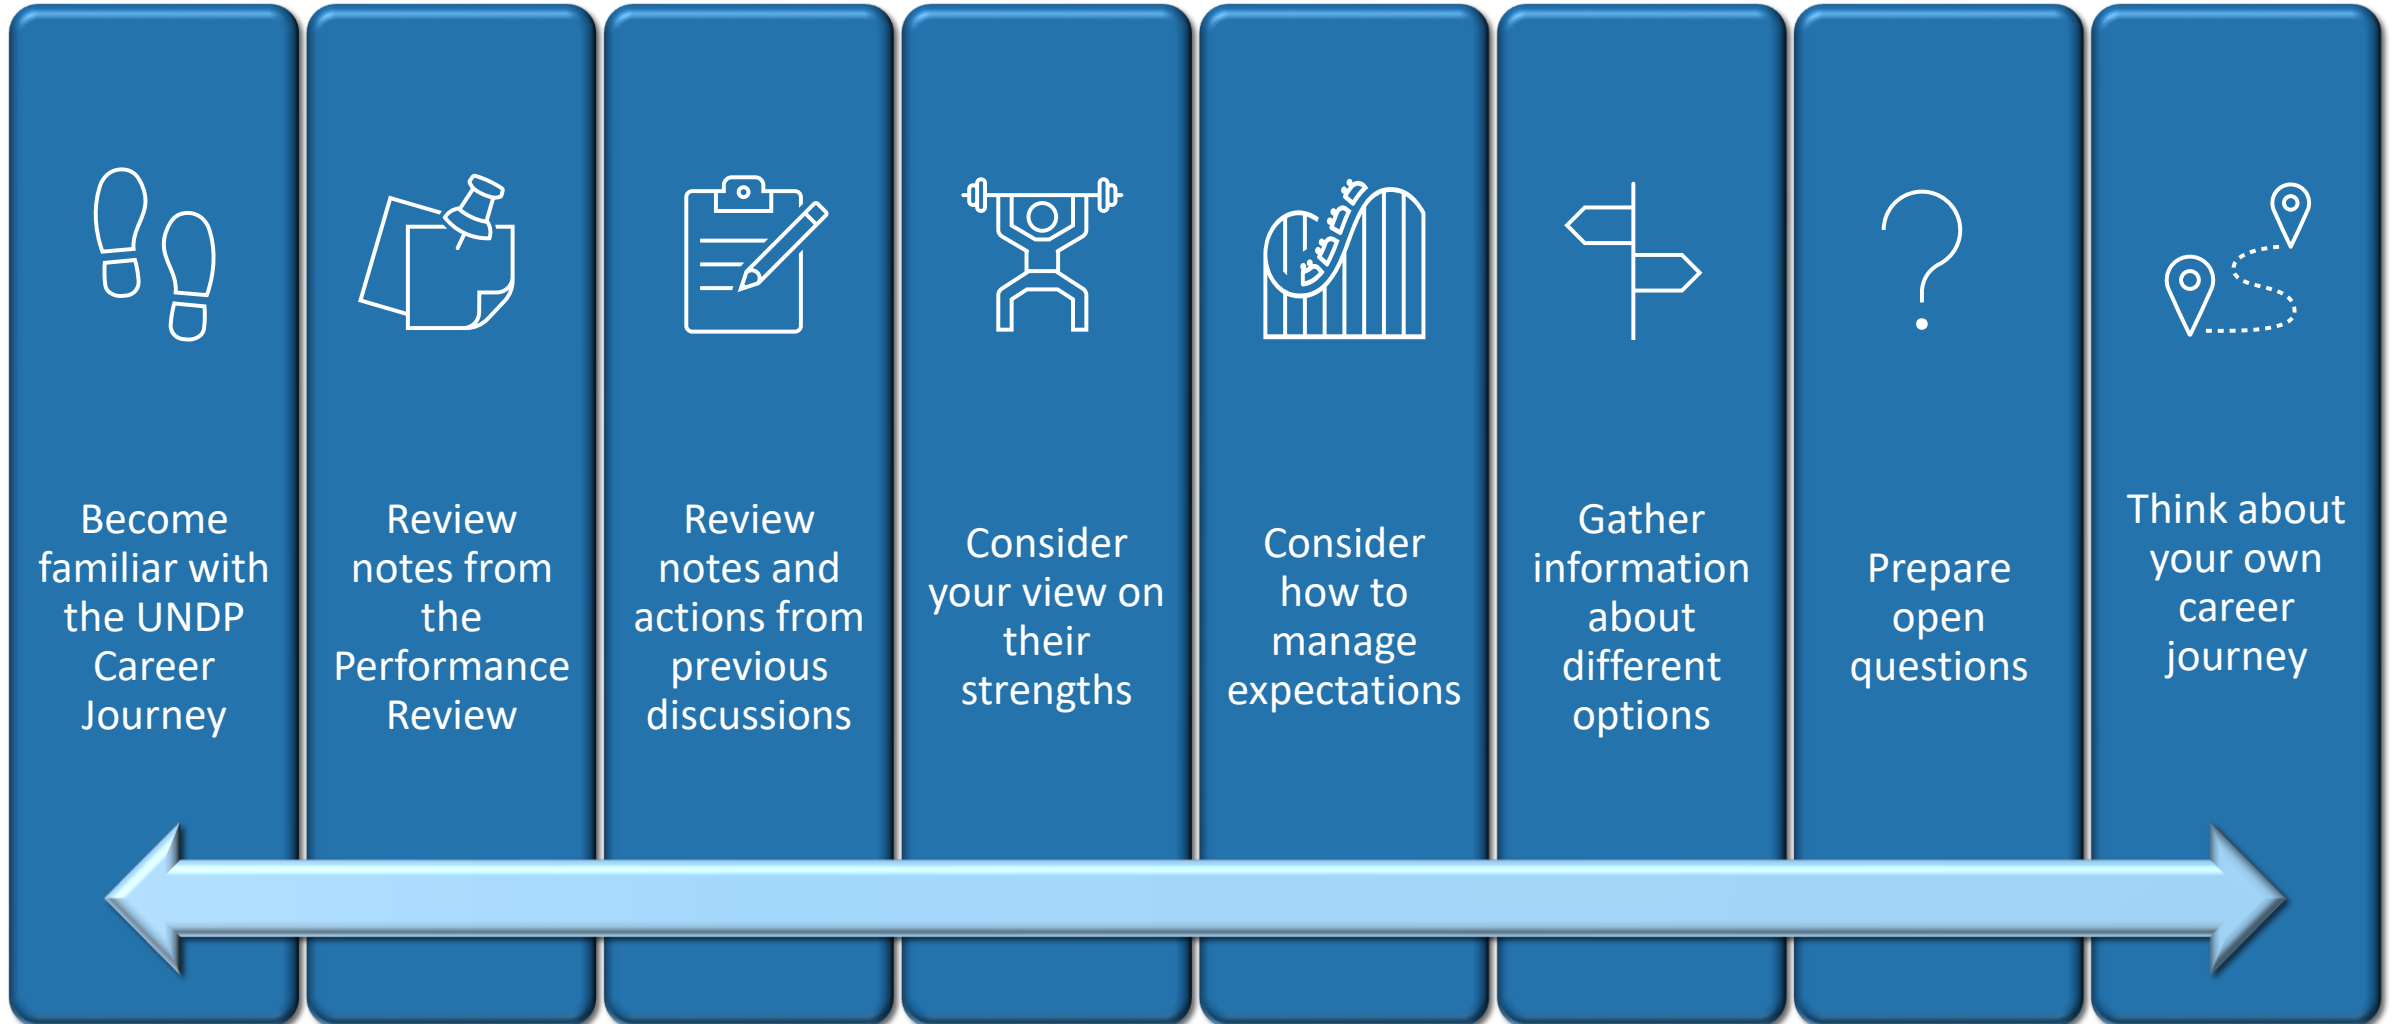 Become
familiar with
the UNDP
Career
Journey
Review
notes from
the
Performance
Review
Review
notes and
actions from
previous
discussions
Consider
your view on
their
strengths
Consider
how to
manage
expectations
Gather
information
about
different
options
Prepare
open
questions
Think about
your own
career
journey